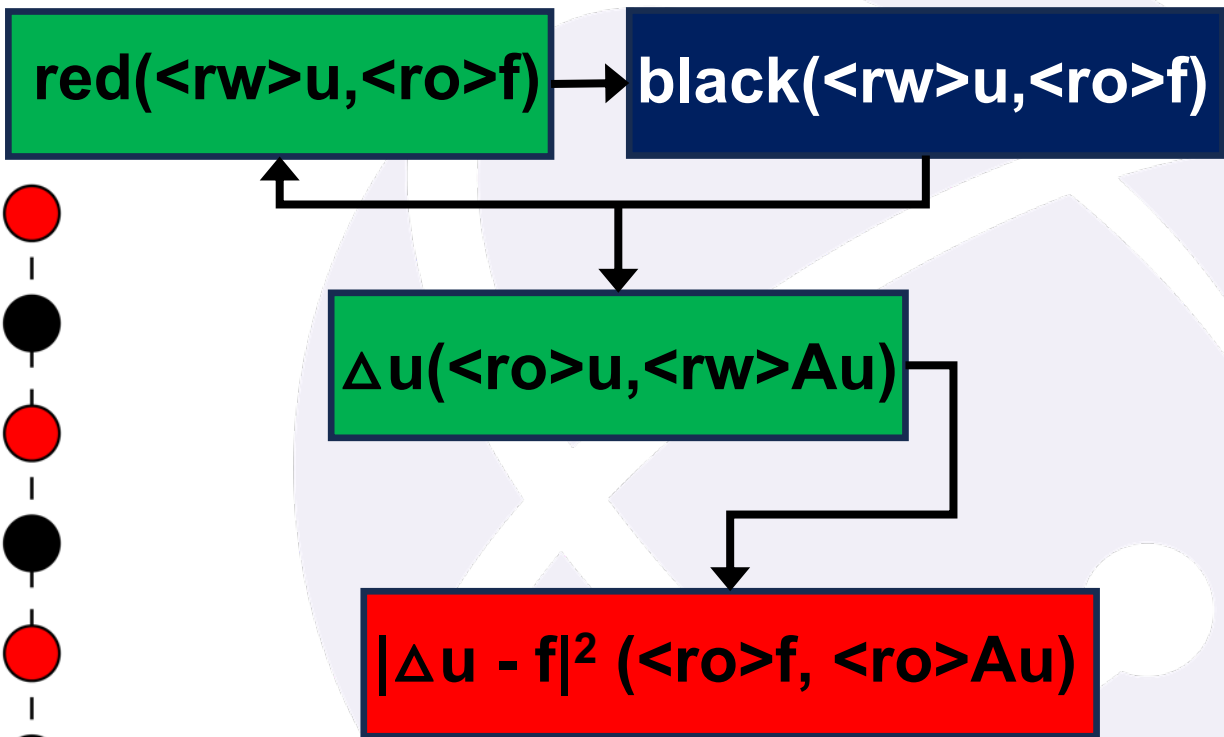 red(<rw>u,<ro>f)
black(<rw>u,<ro>f)
△u(<ro>u,<rw>Au)
|△u - f|² (<ro>f, <ro>Au)